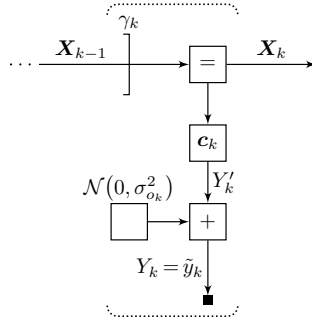 γ_k
⋯ X_{k−1} = X_k
c_k
Y′_k
𝒩(0, σ²_{o_k})
+
Y_k = ỹ_k